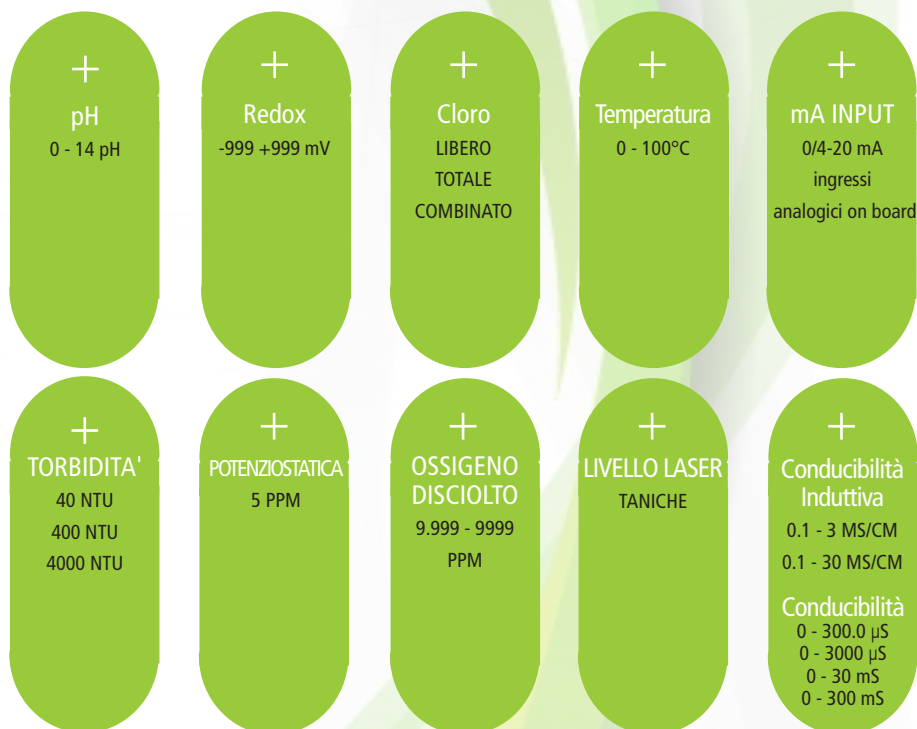 +
pH
0 - 14 pH
+
Redox
-999 +999 mV
+
Cloro
LIBERO
TOTALE
COMBINATO
+
Temperatura
0 - 100°C
+
mA INPUT
0/4-20 mA
ingressi
analogici on board
+
TORBIDITA'
40 NTU
400 NTU
4000 NTU
+
POTENZIOSTATICA
5 PPM
+
OSSIGENO
DISCIOLTO
9.999 - 9999
PPM
+
LIVELLO LASER
TANICHE
+
Conducibilità
Induttiva
0.1 - 3 MS/CM
0.1 - 30 MS/CM
Conducibilità
0 - 300.0 µS
0 - 3000 µS
0 - 30 mS
0 - 300 mS